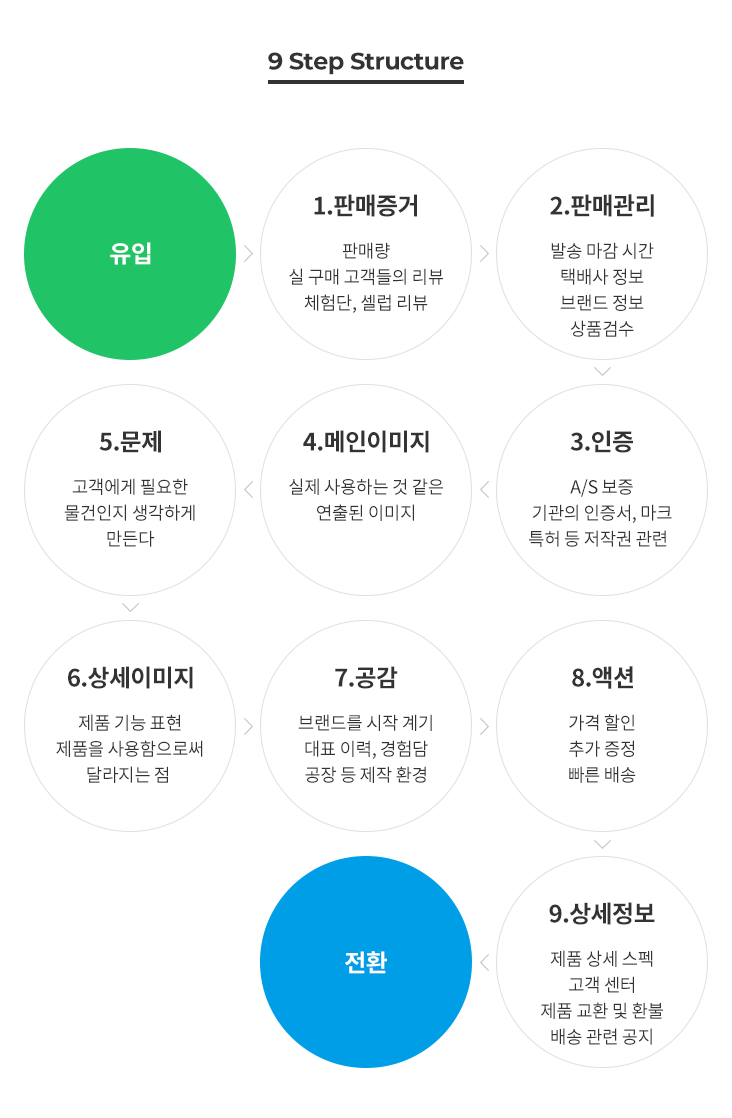 9 Step Structure
유입
1.판매증거
판매량
실 구매 고객들의 리뷰
체험단, 셀럽 리뷰
2.판매관리
발송 마감 시간
택배사 정보
브랜드 정보
상품검수
3.인증
A/S 보증
기관의 인증서, 마크
특허 등 저작권 관련
4.메인이미지
실제 사용하는 것 같은
연출된 이미지
5.문제
고객에게 필요한
물건인지 생각하게
만든다
6.상세이미지
제품 기능 표현
제품을 사용함으로써
달라지는 점
7.공감
브랜드를 시작 계기
대표 이력, 경험담
공장 등 제작 환경
8.액션
가격 할인
추가 증정
빠른 배송
9.상세정보
제품 상세 스펙
고객 센터
제품 교환 및 환불
배송 관련 공지
전환